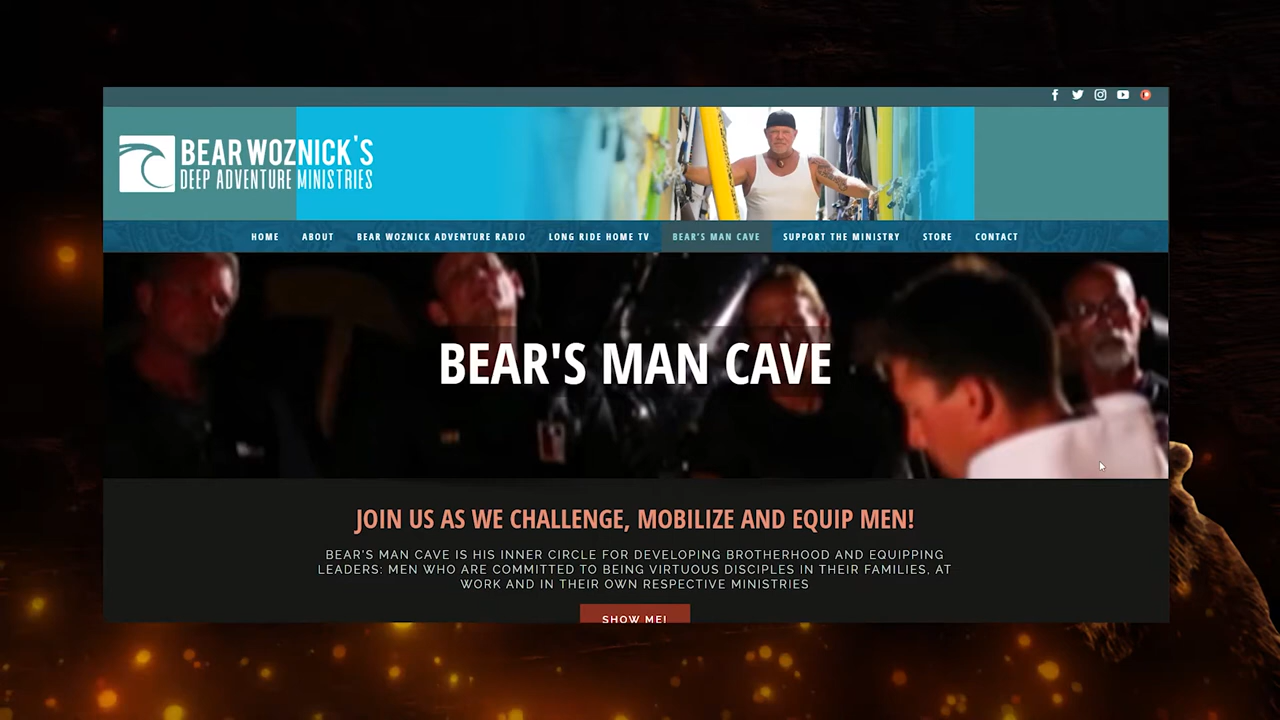 BEAR WOZNICK'S
DEEP ADVENTURE MINISTRIES
HOME ABOUT BEAR WOZNICK ADVENTURE RADIO LONG RIDE HOME TV BEAR'S MAN CAVE SUPPORT THE MINISTRY STORE CONTACT
BEAR'S MAN CAVE
JOIN US AS WE CHALLENGE, MOBILIZE AND EQUIP MEN!
BEAR'S MAN CAVE IS HIS INNER CIRCLE FOR DEVELOPING BROTHERHOOD AND EQUIPPING
LEADERS: MEN WHO ARE COMMITTED TO BEING VIRTUOUS DISCIPLES IN THEIR FAMILIES, AT
WORK AND IN THEIR OWN RESPECTIVE MINISTRIES
SHOW ME!